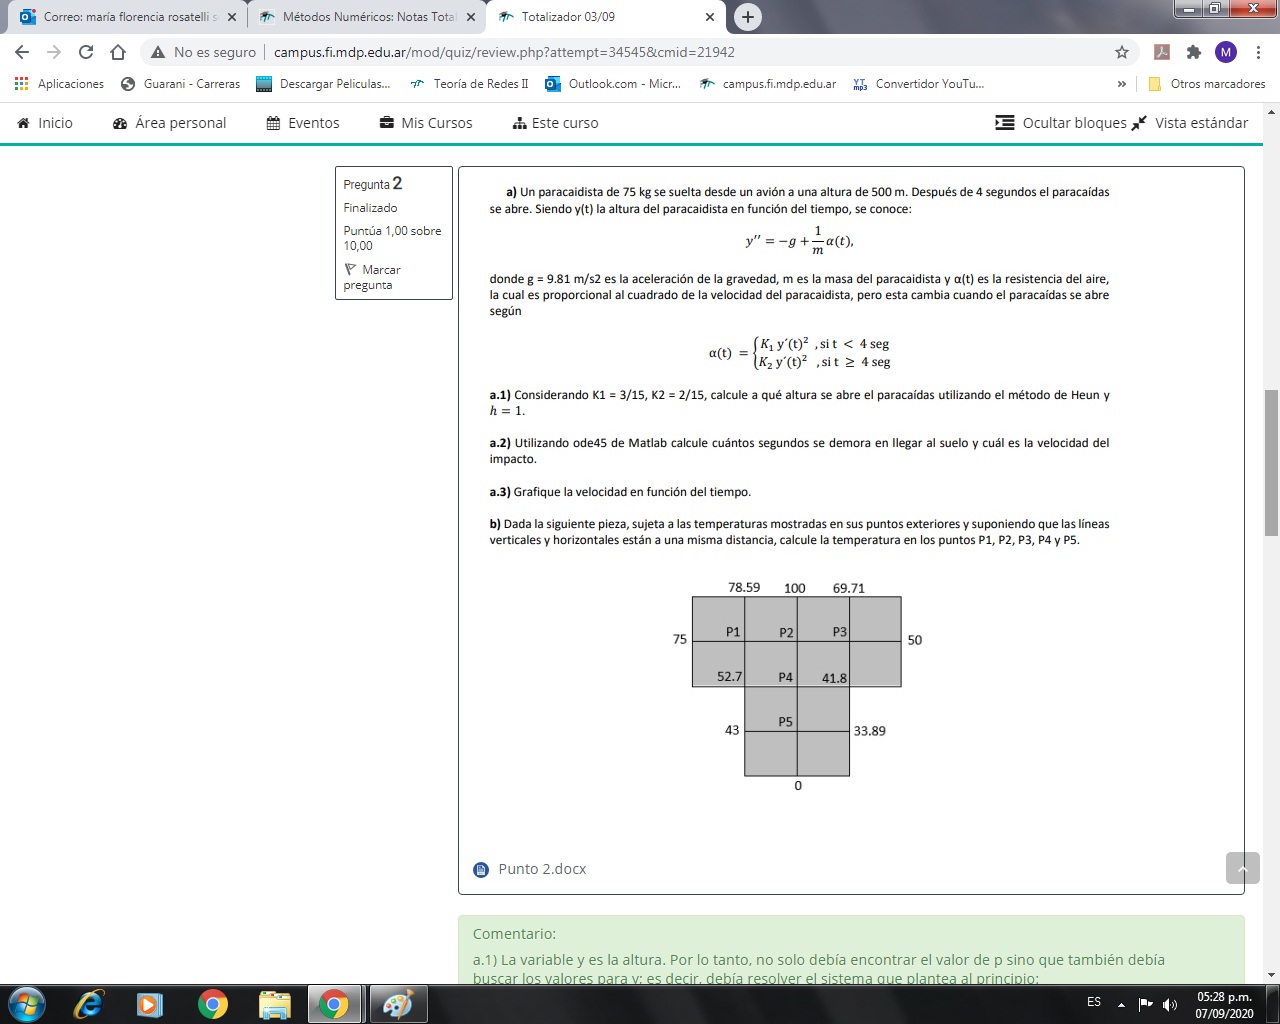 Correo: maría florencia rosatelli s
Métodos Numéricos: Notas Total
Totalizador 03/09
No es seguro | campus.fi.mdp.edu.ar/mod/quiz/review.php?attempt=34545&cmid=21942
M
Aplicaciones
Guarani - Carreras
Descargar Peliculas...
Teoría de Redes II
Outlook.com - Micr...
campus.fi.mdp.edu.ar
Convertidor YouTu...
»
Otros marcadores
Inicio
Área personal
Eventos
Mis Cursos
Este curso
Ocultar bloques
Vista estándar
Pregunta 2
Finalizado
Puntúa 1,00 sobre
10,00
Marcar
pregunta
a) Un paracaidista de 75 kg se suelta desde un avión a una altura de 500 m. Después de 4 segundos el paracaídas
se abre. Siendo y(t) la altura del paracaidista en función del tiempo, se conoce:
y′′ = −g + 1/m α(t),
donde g = 9.81 m/s2 es la aceleración de la gravedad, m es la masa del paracaidista y α(t) es la resistencia del aire,
la cual es proporcional al cuadrado de la velocidad del paracaidista, pero esta cambia cuando el paracaídas se abre
según
α(t) = { K₁ y´(t)² , si t < 4 seg
K₂ y´(t)² , si t ≥ 4 seg
a.1) Considerando K1 = 3/15, K2 = 2/15, calcule a qué altura se abre el paracaídas utilizando el método de Heun y
h = 1.
a.2) Utilizando ode45 de Matlab calcule cuántos segundos se demora en llegar al suelo y cuál es la velocidad del
impacto.
a.3) Grafique la velocidad en función del tiempo.
b) Dada la siguiente pieza, sujeta a las temperaturas mostradas en sus puntos exteriores y suponiendo que las líneas
verticales y horizontales están a una misma distancia, calcule la temperatura en los puntos P1, P2, P3, P4 y P5.
78.59 100 69.71
75 P1 P2 P3 50
52.7 P4 41.8
43 P5 33.89
0
Punto 2.docx
Comentario:
a.1) La variable y es la altura. Por lo tanto, no solo debía encontrar el valor de p sino que también debía
buscar los valores para y; es decir, debía resolver el sistema que plantea al principio:
ES
05:28 p.m.
07/09/2020